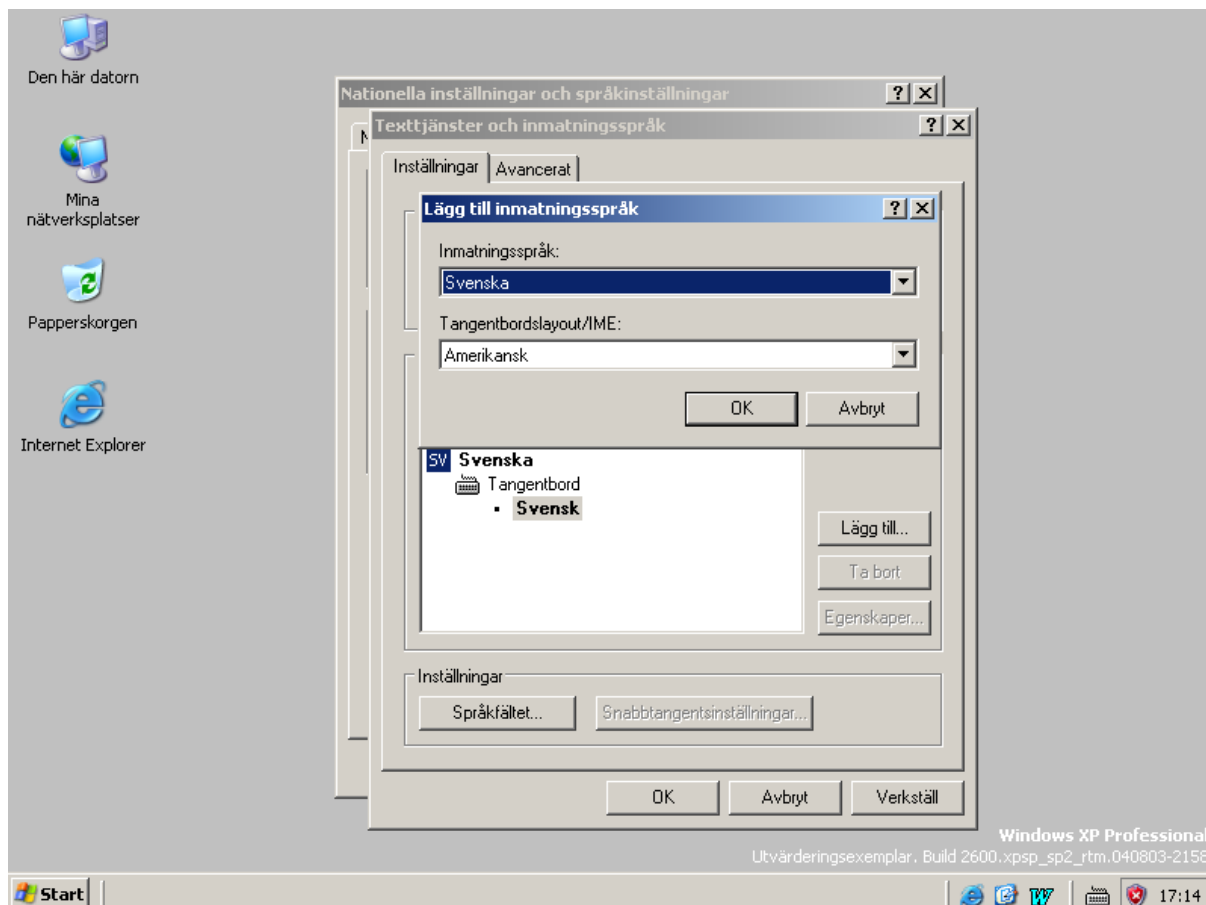 Den här datorn
Mina
nätverksplatser
Papperskorgen
Internet Explorer
Nationella inställningar och språkinställningar
Texttjänster och inmatningsspråk
Inställningar
Avancerat
Lägg till inmatningsspråk
Inmatningsspråk:
Svenska
Tangentbordslayout/IME:
Amerikansk
OK
Avbryt
SV Svenska
Tangentbord
Svensk
Lägg till...
Ta bort
Egenskaper...
Inställningar
Språkfältet...
Snabbtangentsinställningar...
OK
Avbryt
Verkställ
Windows XP Professional
Utvärderingsexemplar. Build 2600.xpsp_sp2_rtm.040803-2158
Start
17:14